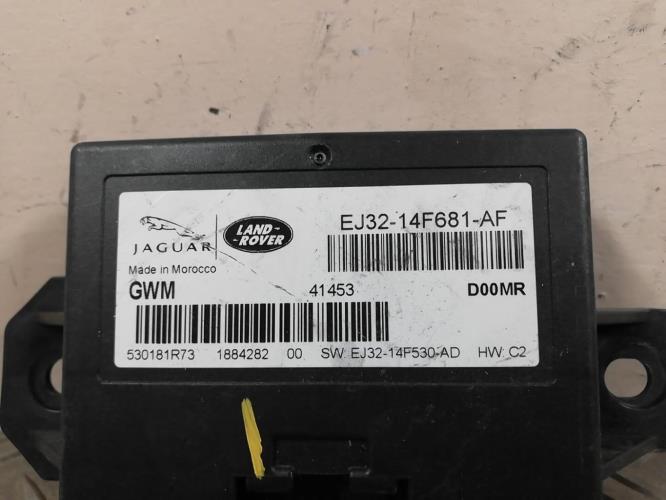 JAGUAR
LAND ROVER
EJ32-14F681-AF
Made in Morocco
GWM 41453 D00MR
530181R73 1884282 00 SW: EJ32-14F530-AD HW: C2